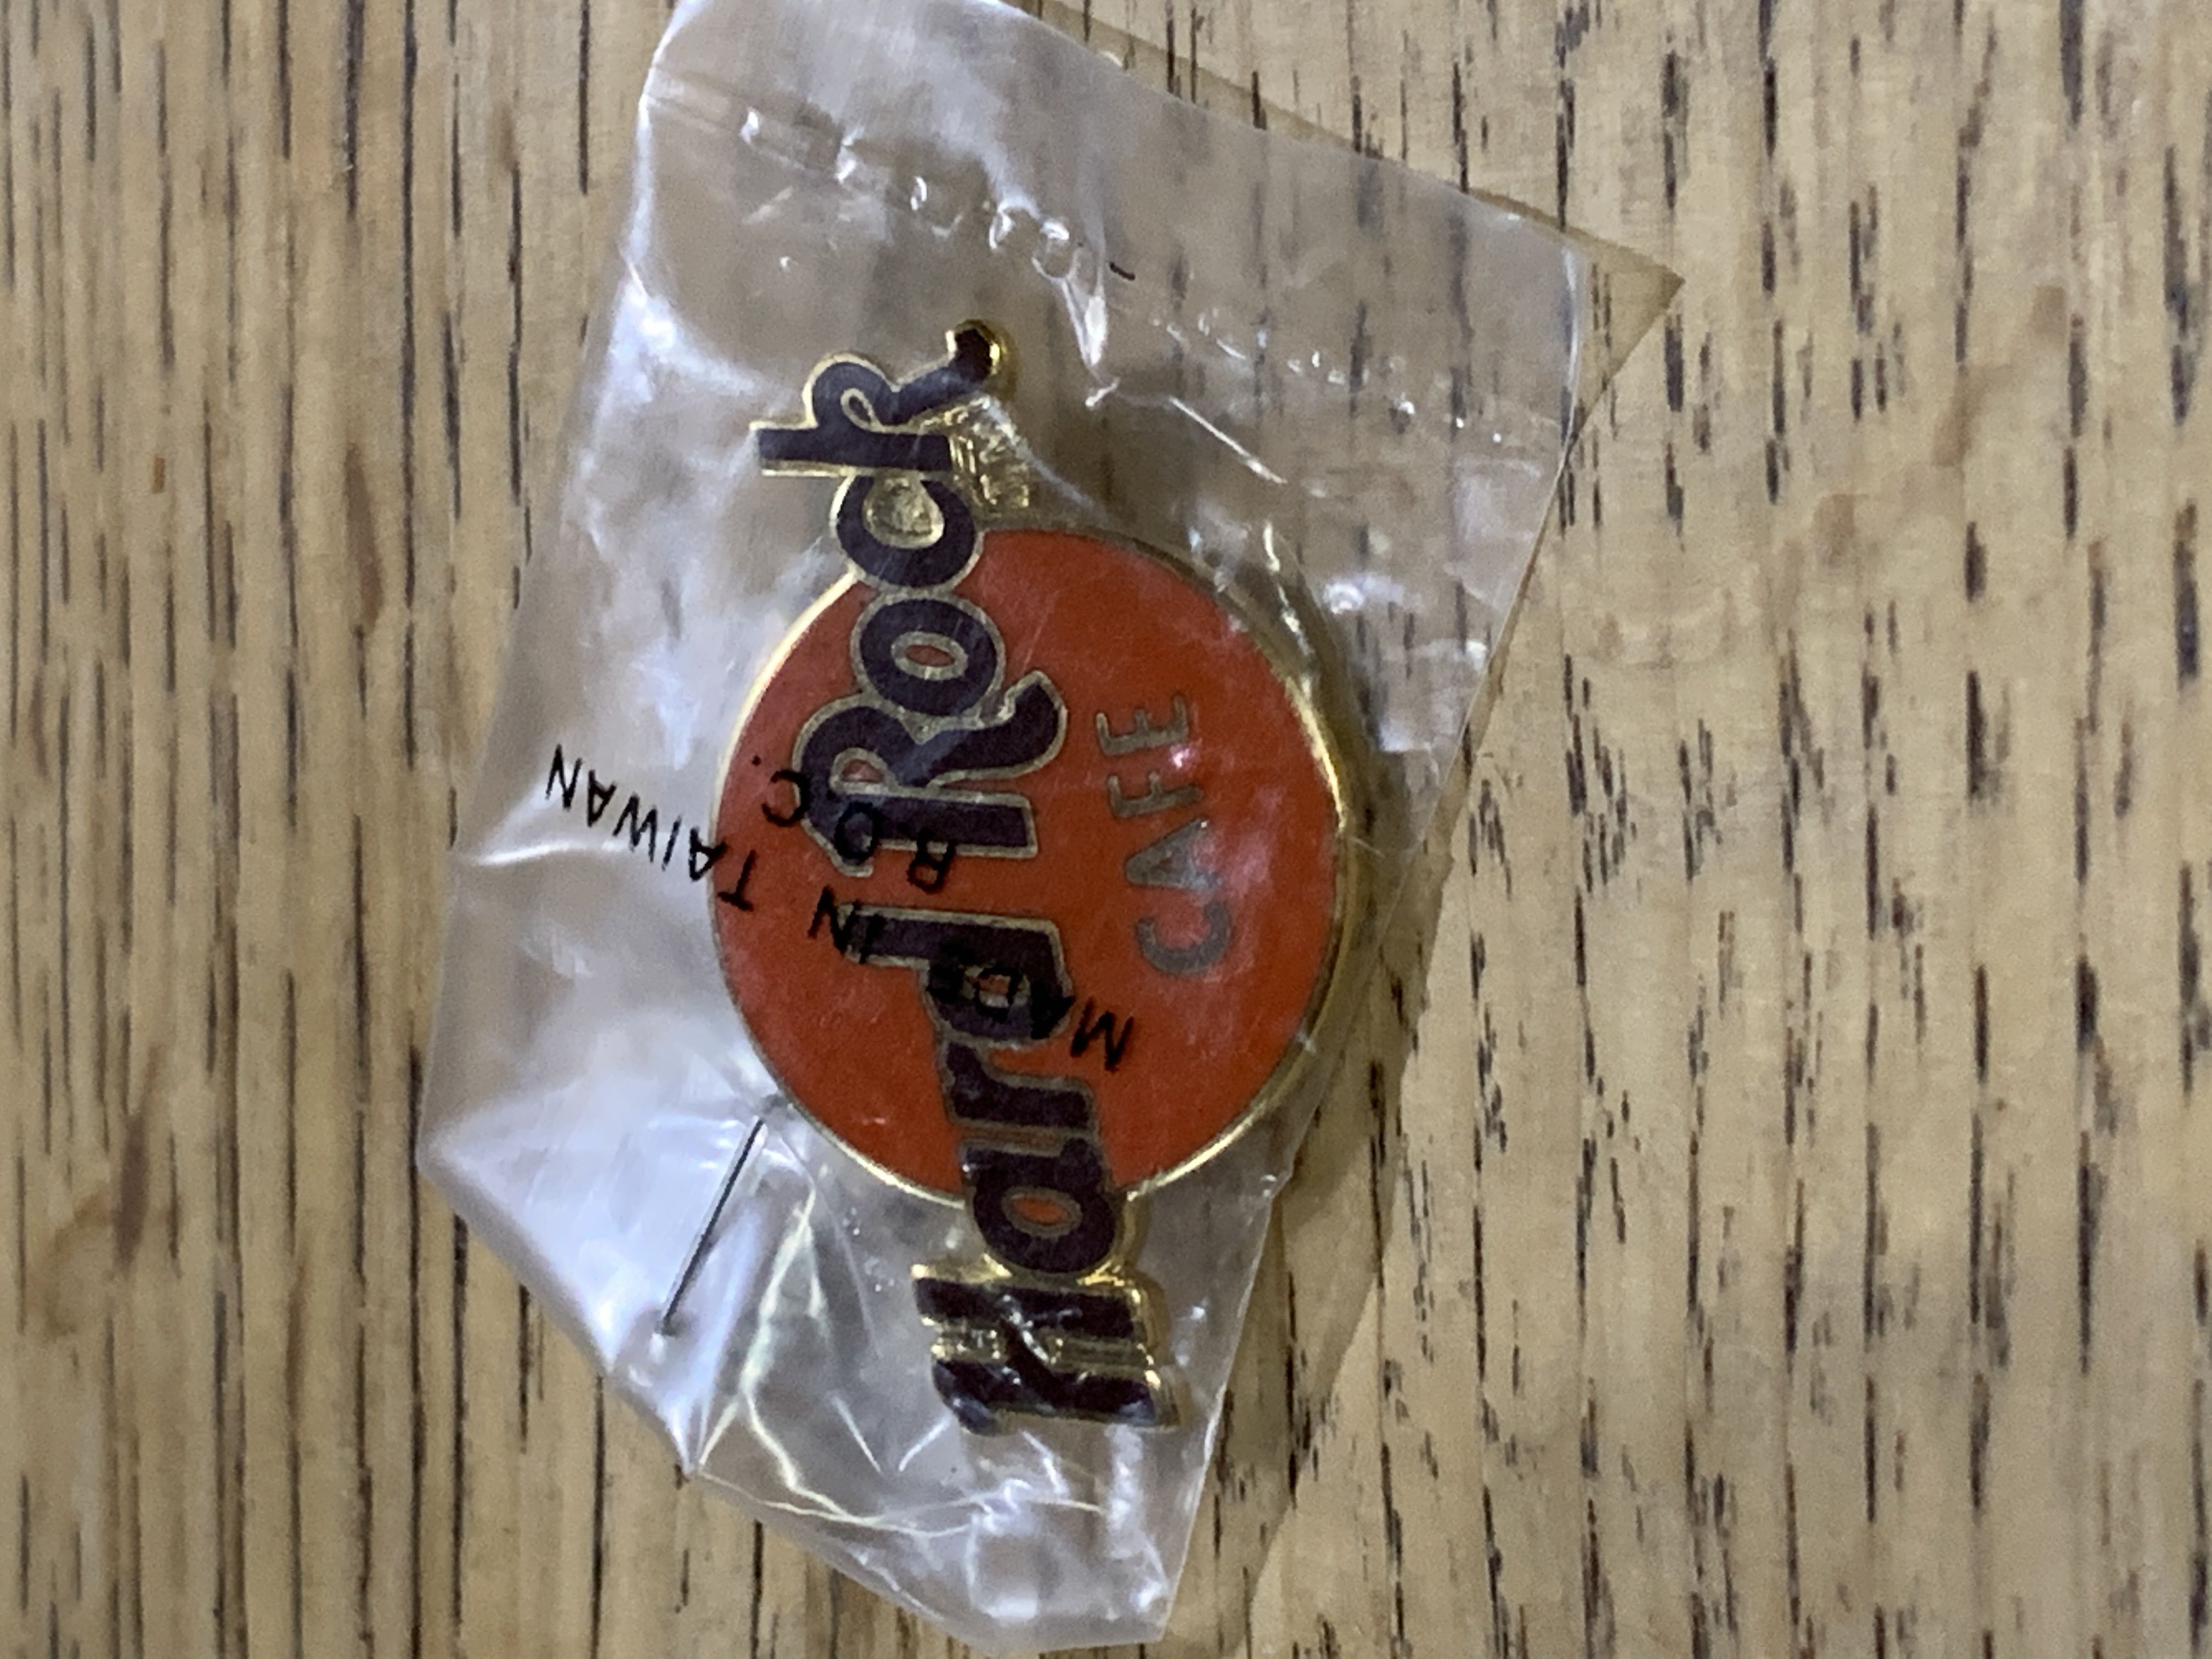 Hard Rock
CAFE
MADE IN TAIWAN
R.O.C.